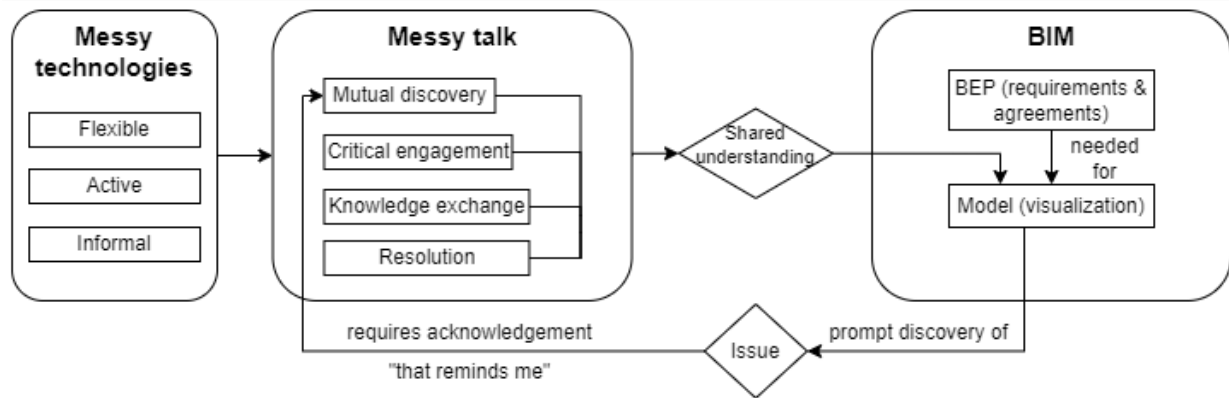 Messy
technologies
Flexible
Active
Informal
Messy talk
Mutual discovery
Critical engagement
Knowledge exchange
Resolution
Shared
understanding
BIM
BEP (requirements &
agreements)
needed
for
Model (visualization)
prompt discovery of
Issue
requires acknowledgement
"that reminds me"